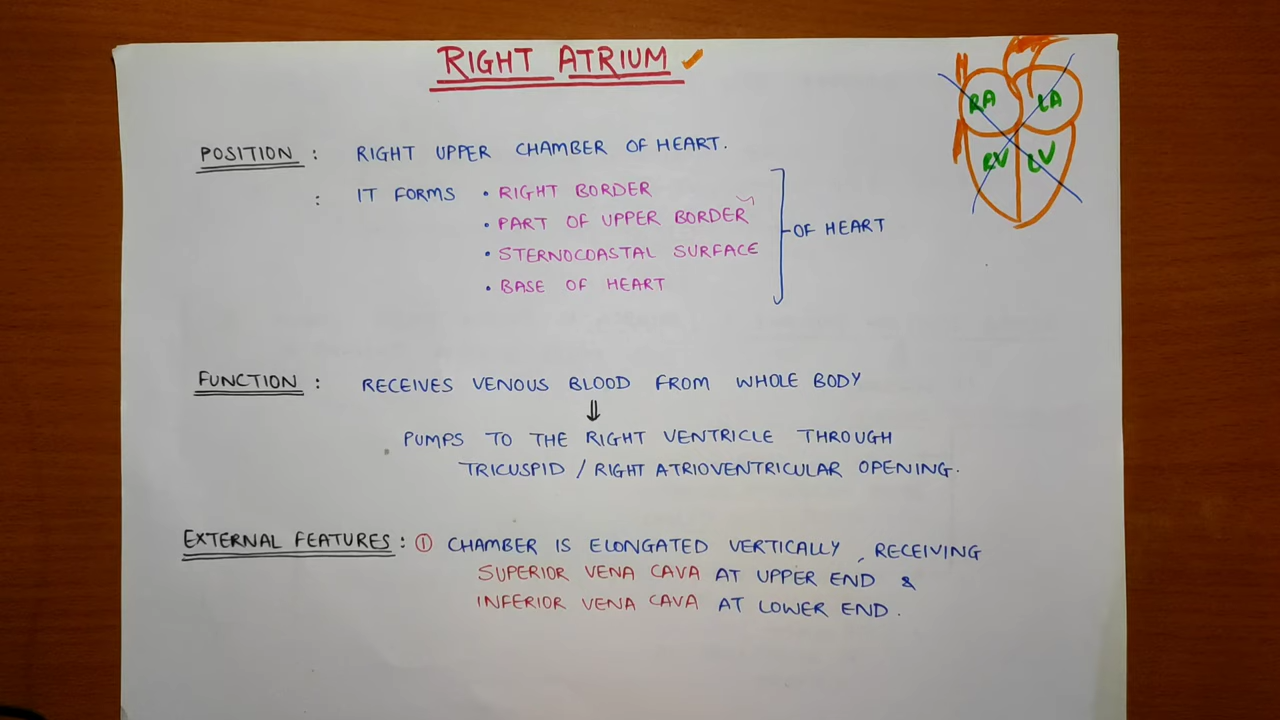 RIGHT ATRIUM
RA LA
RV LV
POSITION : RIGHT UPPER CHAMBER OF HEART.
: IT FORMS • RIGHT BORDER
• PART OF UPPER BORDER
• STERNOCOASTAL SURFACE
• BASE OF HEART
OF HEART
FUNCTION : RECEIVES VENOUS BLOOD FROM WHOLE BODY
⇓
PUMPS TO THE RIGHT VENTRICLE THROUGH
TRICUSPID / RIGHT ATRIOVENTRICULAR OPENING.
EXTERNAL FEATURES : ① CHAMBER IS ELONGATED VERTICALLY, RECEIVING
SUPERIOR VENA CAVA AT UPPER END &
INFERIOR VENA CAVA AT LOWER END.